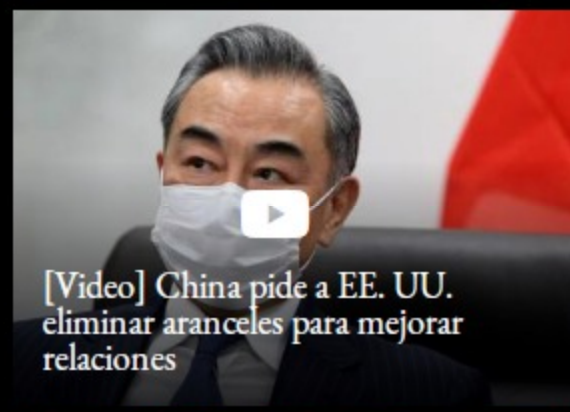 [Video] China pide a EE. UU.
eliminar aranceles para mejorar
relaciones